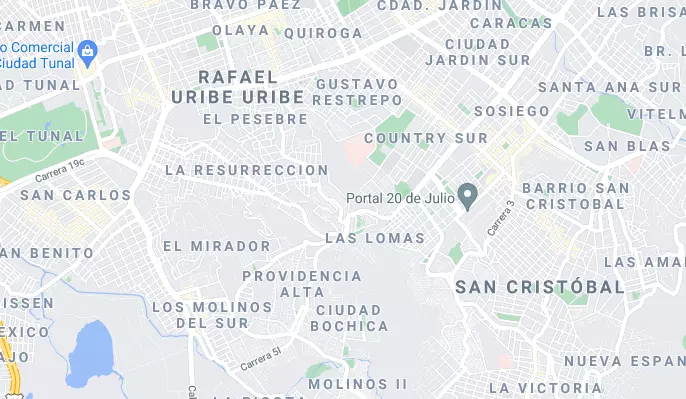 BRAVO PAEZ
CDAD. JARDIN
CARMEN
OLAYA
QUIROGA
CARACAS
LAS BRISA
o Comercial
Ciudad Tunal
CIUDAD
JARDIN SUR
BR. L
RAFAEL
URIBE URIBE
GUSTAVO
RESTREPO
SANTA ANA SUR
AD TUNAL
EL PESEBRE
SOSIEGO
VITELM
EL TUNAL
COUNTRY SUR
SAN BLAS
Carrera 19c
LA RESURRECCION
SAN CARLOS
Portal 20 de Julio
BARRIO SAN
CRISTOBAL
Carrera 3
EL MIRADOR
LAS LOMAS
AN BENITO
LAS AMA
PROVIDENCIA
ALTA
SAN CRISTÓBAL
ISSEN
LOS MOLINOS
DEL SUR
CIUDAD
BOCHICA
EXICO
AJO
Carrera 5I
NUEVA ESPAN
MOLINOS II
LA VICTORIA